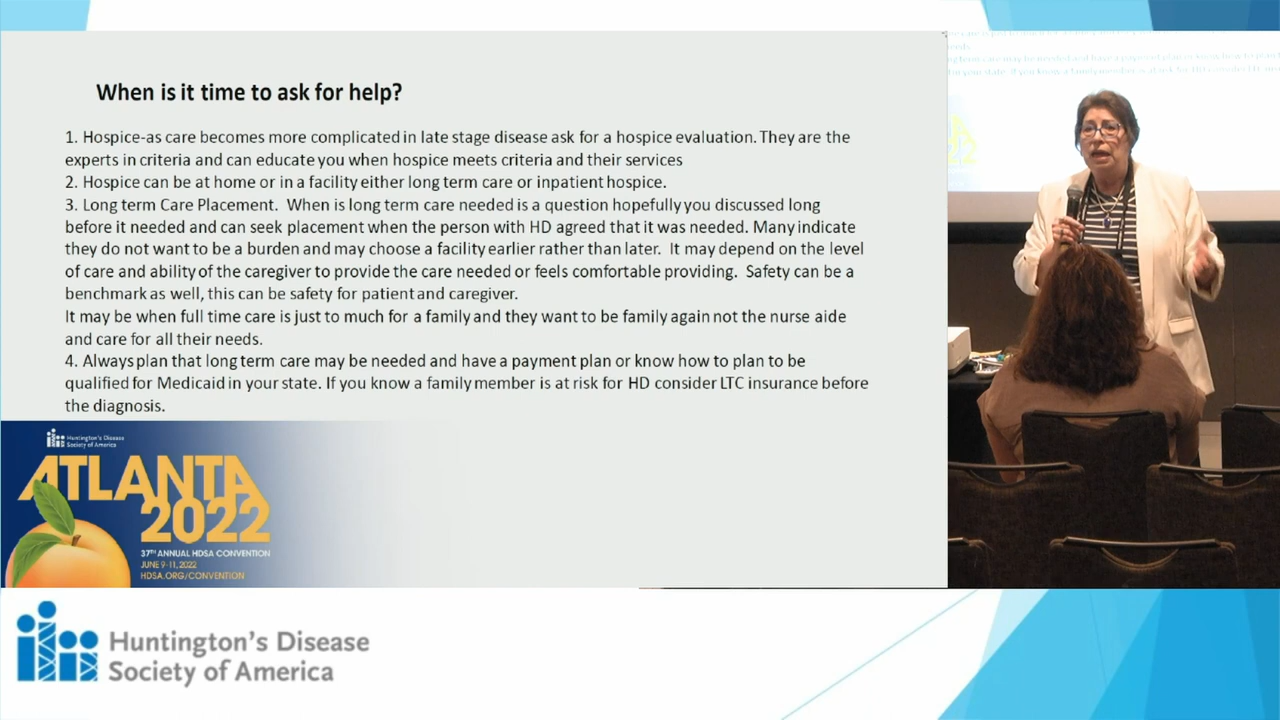 When is it time to ask for help?
1. Hospice-as care becomes more complicated in late stage disease ask for a hospice evaluation. They are the
experts in criteria and can educate you when hospice meets criteria and their services
2. Hospice can be at home or in a facility either long term care or inpatient hospice.
3. Long term Care Placement.  When is long term care needed is a question hopefully you discussed long
before it needed and can seek placement when the person with HD agreed that it was needed. Many indicate
they do not want to be a burden and may choose a facility earlier rather than later.  It may depend on the level
of care and ability of the caregiver to provide the care needed or feels comfortable providing.  Safety can be a
benchmark as well, this can be safety for patient and caregiver.
It may be when full time care is just to much for a family and they want to be family again not the nurse aide
and care for all their needs.
4. Always plan that long term care may be needed and have a payment plan or know how to plan to be
qualified for Medicaid in your state. If you know a family member is at risk for HD consider LTC insurance before
the diagnosis.
Huntington's Disease
Society of America
ATLANTA
2022
37TH ANNUAL HDSA CONVENTION
JUNE 9-11, 2022
HDSA.ORG/CONVENTION
Huntington's Disease
Society of America